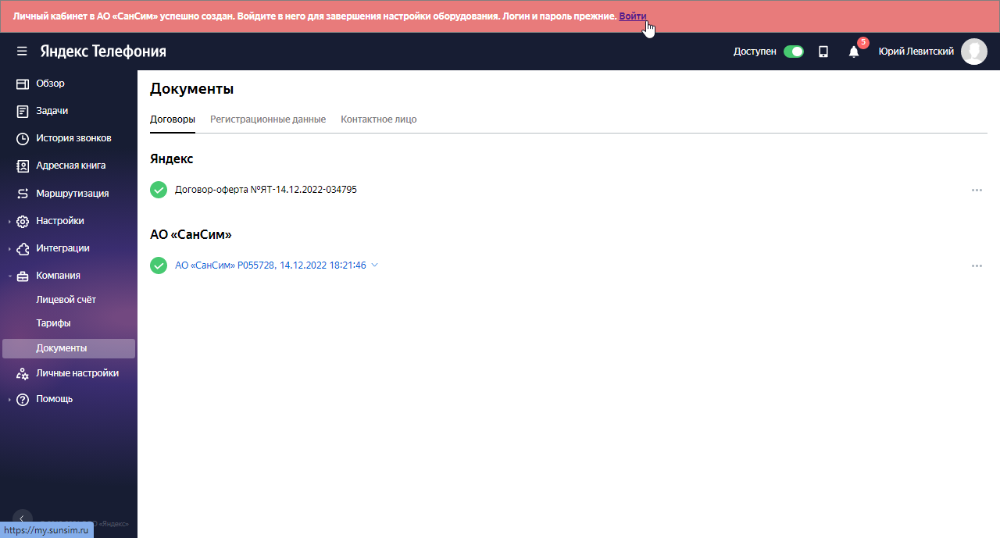 Личный кабинет в АО «СанСим» успешно создан. Войдите в него для завершения настройки оборудования. Логин и пароль прежние. Войти
Яндекс Телефония
Доступен
5
Юрий Левитский
Обзор
Задачи
История звонков
Адресная книга
Маршрутизация
Настройки
Интеграции
Компания
Лицевой счёт
Тарифы
Документы
Личные настройки
Помощь
«Яндекс»
https://my.sunsim.ru
Документы
Договоры Регистрационные данные Контактное лицо
Яндекс
Договор-оферта №ЯТ-14.12.2022-034795
АО «СанСим»
АО «СанСим» P055728, 14.12.2022 18:21:46